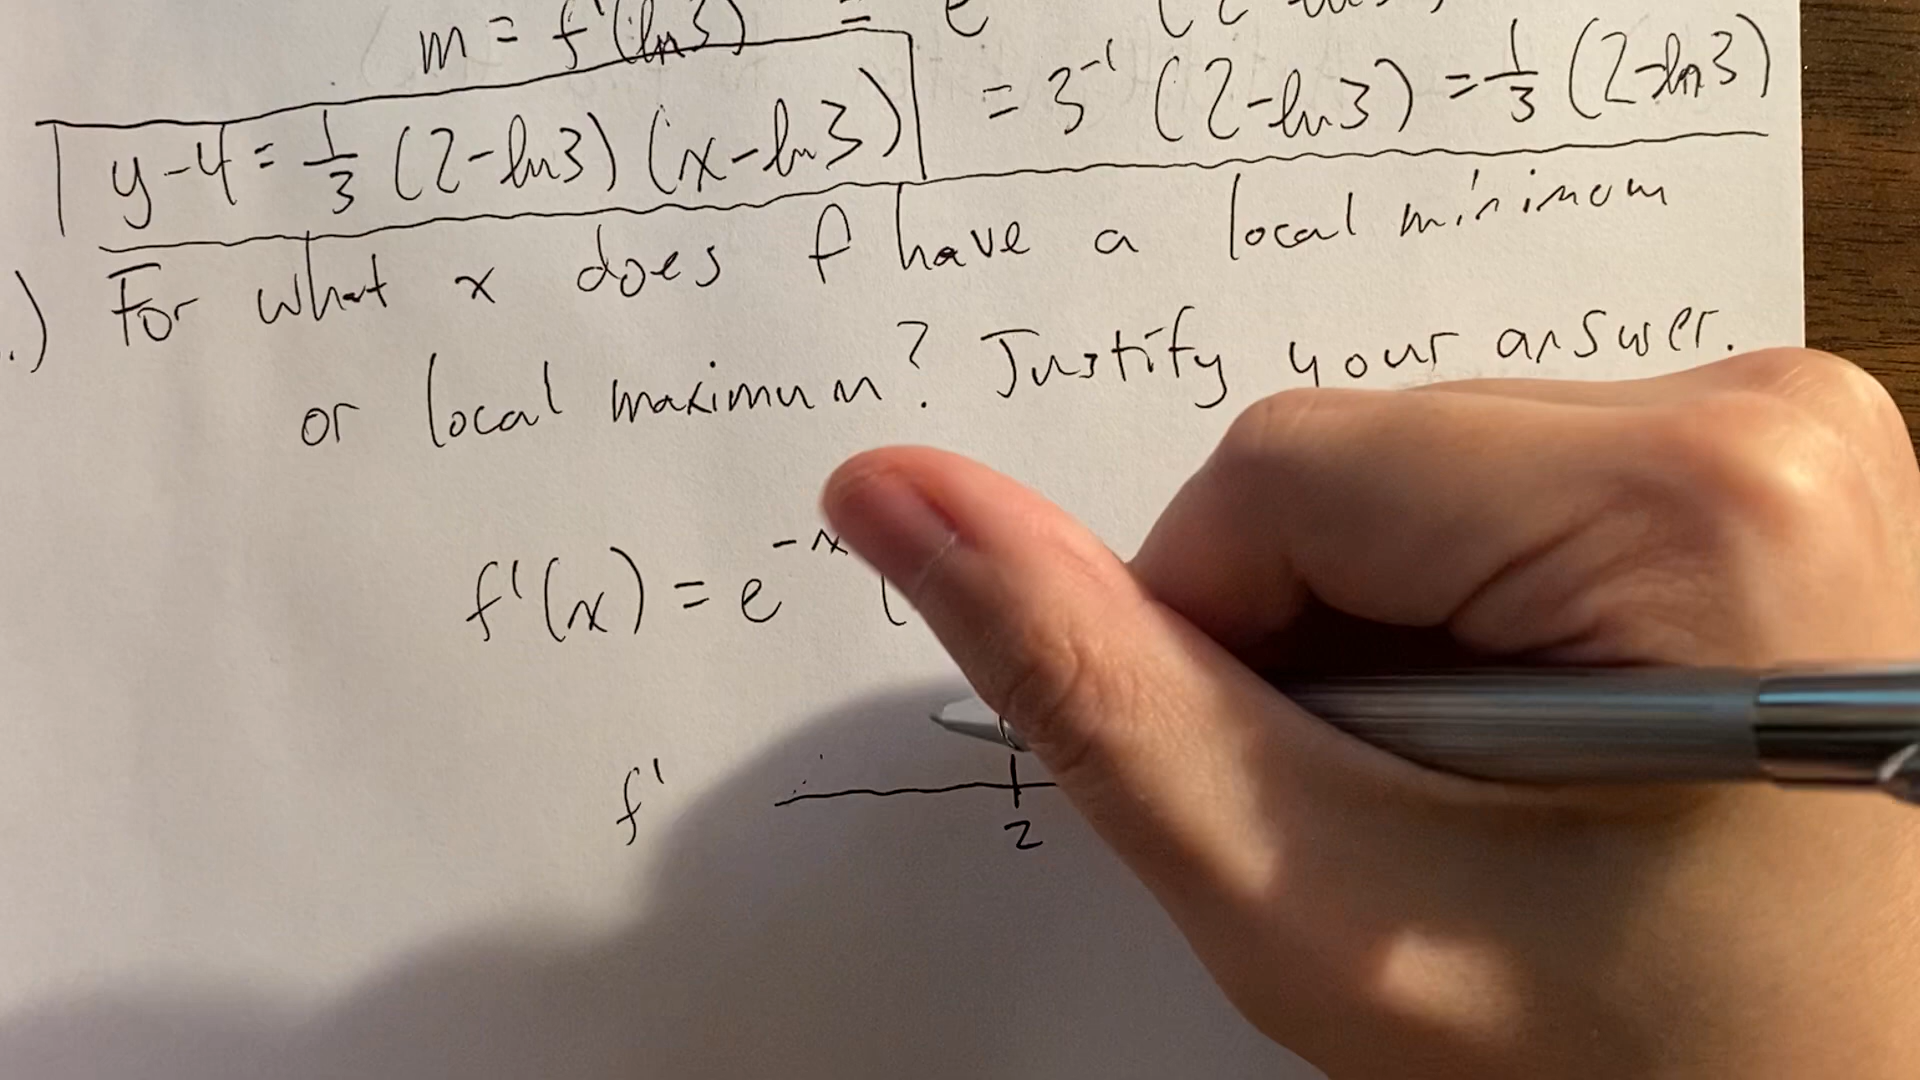 m = f'(ln3) = e (2
y-4 = 1/3 (2-ln3) (x-ln3) = 3^-1 (2-ln3) = 1/3 (2-ln3)
.) For what x does f have a local minimum
or local maximum? Justify your answer.
f'(x) = e^-x (
f'
2